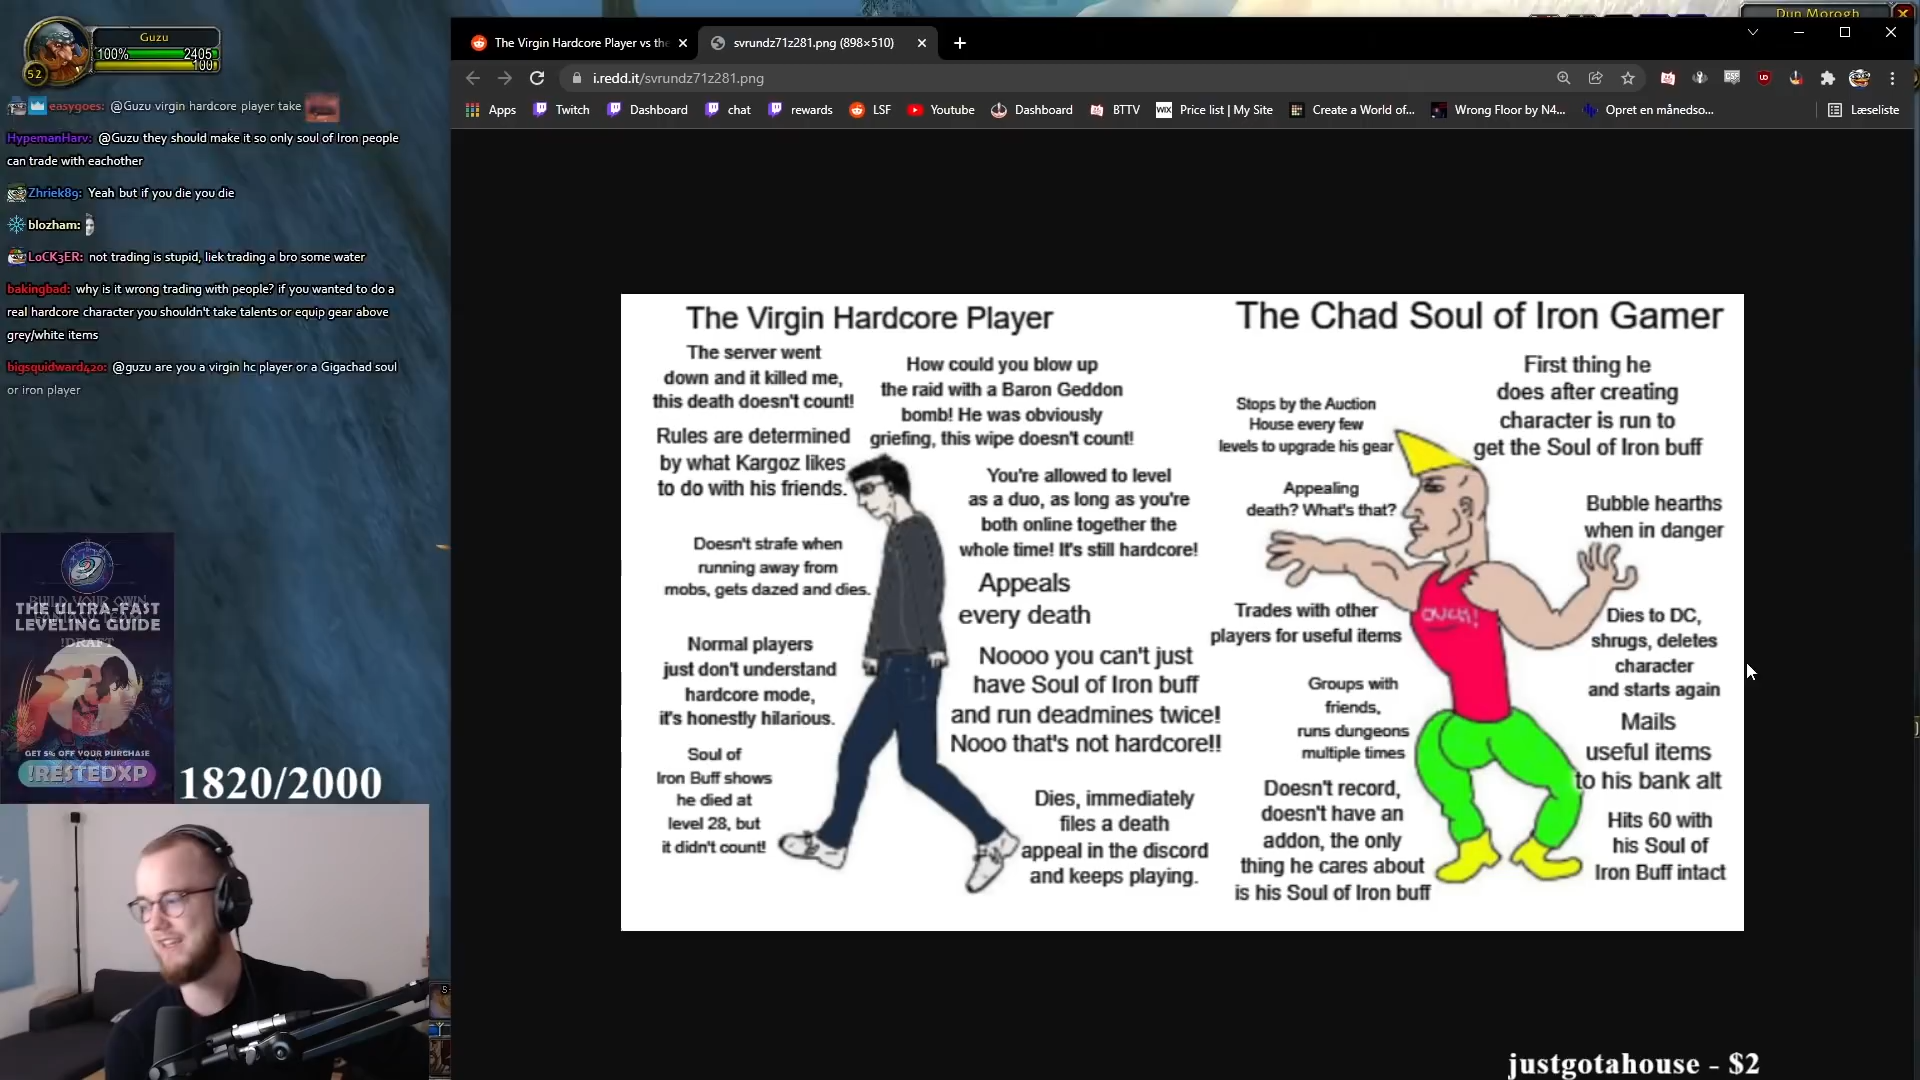 Guzu
100% 2405
100
52
easygoes: @Guzu virgin hardcore player take
HypemanHarv: @Guzu they should make it so only soul of Iron people
can trade with eachother
Zhriek89: Yeah but if you die you die
blozham:
LoCK3ER: not trading is stupid, liek trading a bro some water
bakingbad: why is it wrong trading with people? if you wanted to do a
real hardcore character you shouldn't take talents or equip gear above
grey/white items
bigsquidward420: @guzu are you a virgin hc player or a Gigachad soul
or iron player
THE ULTRA-FAST
LEVELING GUIDE
!DRAFT
GET 5% OFF YOUR PURCHASE
!RESTEDXP
1820/2000
Dun Morogh
The Virgin Hardcore Player vs the
svrundz71z281.png (898×510)
i.redd.it/svrundz71z281.png
Apps
Twitch
Dashboard
chat
rewards
LSF
Youtube
Dashboard
BTTV
Price list | My Site
Create a World of...
Wrong Floor by N4...
Opret en månedso...
Læseliste
The Virgin Hardcore Player
The server went
down and it killed me,
this death doesn't count!
How could you blow up
the raid with a Baron Geddon
bomb! He was obviously
griefing, this wipe doesn't count!
Rules are determined
by what Kargoz likes
to do with his friends.
You're allowed to level
as a duo, as long as you're
both online together the
whole time! It's still hardcore!
Doesn't strafe when
running away from
mobs, gets dazed and dies.
Appeals
every death
Normal players
just don't understand
hardcore mode,
it's honestly hilarious.
Noooo you can't just
have Soul of Iron buff
and run deadmines twice!
Nooo that's not hardcore!!
Soul of
Iron Buff shows
he died at
level 28, but
it didn't count!
Dies, immediately
files a death
appeal in the discord
and keeps playing.
The Chad Soul of Iron Gamer
First thing he
does after creating
character is run to
get the Soul of Iron buff
Stops by the Auction
House every few
levels to upgrade his gear
Appealing
death? What's that?
Bubble hearths
when in danger
OUCH!
Trades with other
players for useful items
Dies to DC,
shrugs, deletes
character
and starts again
Groups with
friends,
runs dungeons
multiple times
Mails
useful items
to his bank alt
Doesn't record,
doesn't have an
addon, the only
thing he cares about
is his Soul of Iron buff
Hits 60 with
his Soul of
Iron Buff intact
justgotahouse - $2